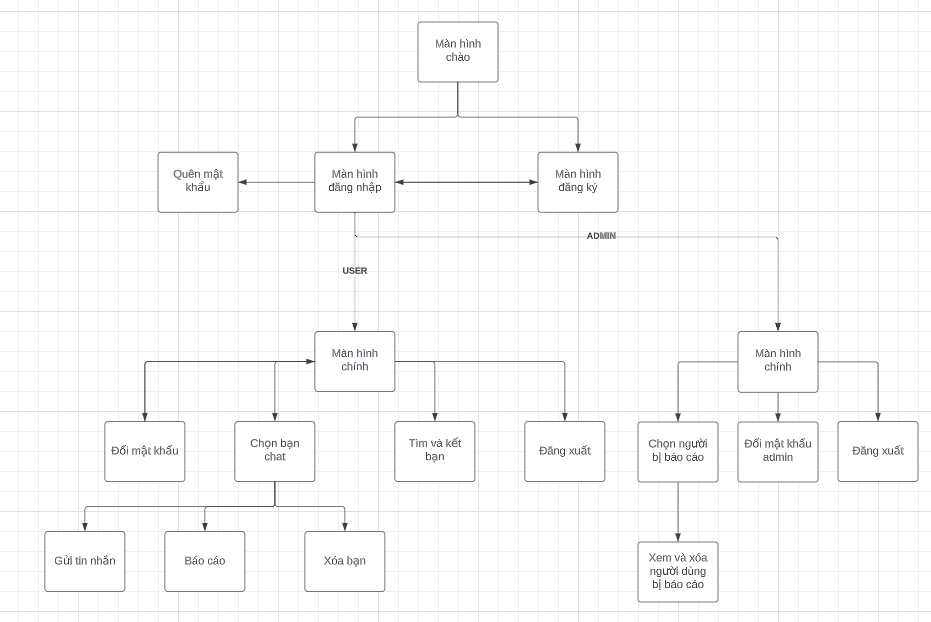 Màn hình
chào
Quên mật
khẩu
Màn hình
đăng nhập
Màn hình
đăng ký
ADMIN
USER
Màn hình
chính
Màn hình
chính
Đổi mật khẩu
Chọn bạn
chat
Tìm và kết
bạn
Đăng xuất
Chọn người
bị báo cáo
Đổi mật khẩu
admin
Đăng xuất
Gửi tin nhắn
Báo cáo
Xóa bạn
Xem và xóa
người dùng
bị báo cáo